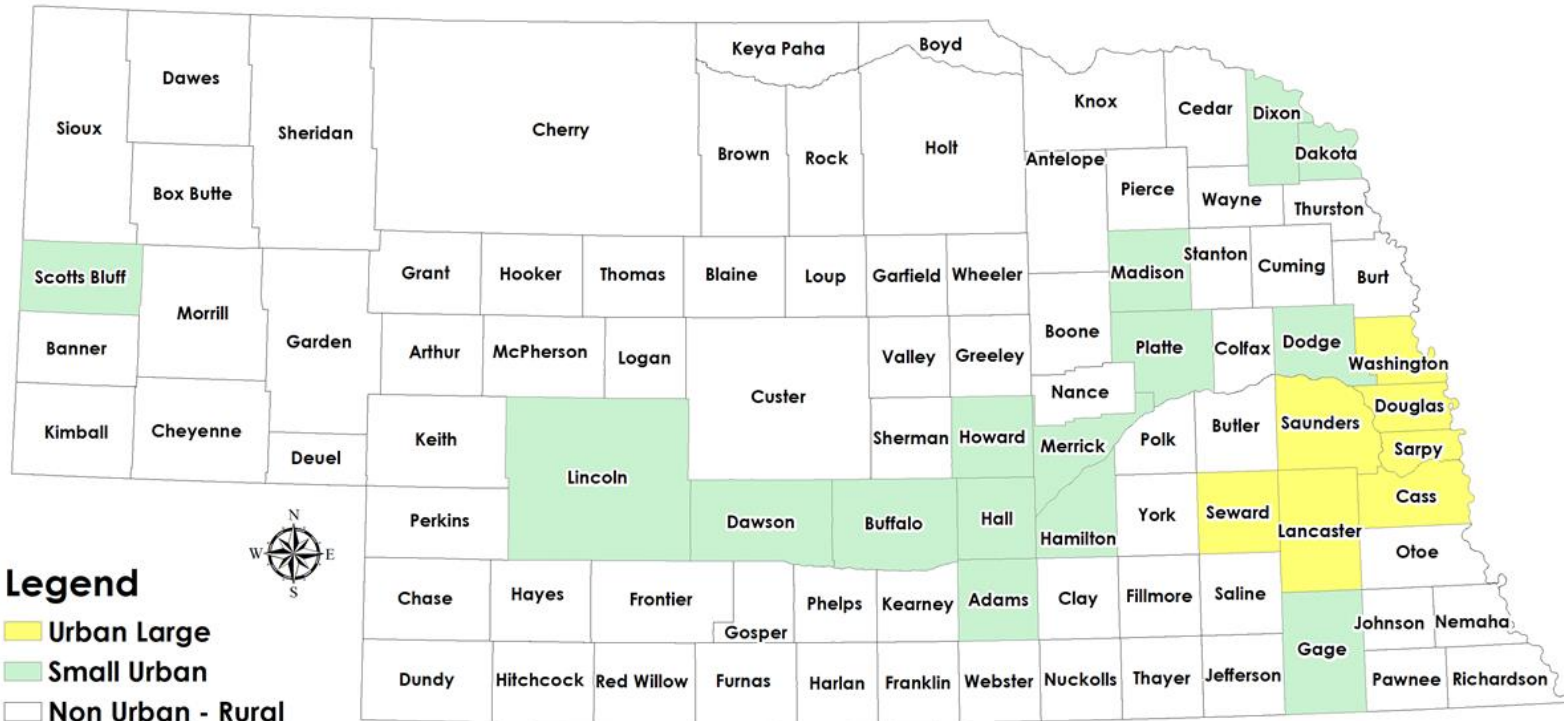 Keya Paha
Boyd
Dawes
Knox
Cedar
Dixon
Sioux
Sheridan
Cherry
Brown
Rock
Holt
Antelope
Dakota
Box Butte
Pierce
Wayne
Thurston
Scotts Bluff
Grant
Hooker
Thomas
Blaine
Loup
Garfield
Wheeler
Madison
Stanton
Cuming
Burt
Morrill
Garden
Banner
Arthur
McPherson
Logan
Custer
Valley
Greeley
Boone
Platte
Colfax
Dodge
Washington
Nance
Douglas
Kimball
Cheyenne
Deuel
Keith
Lincoln
Sherman
Howard
Merrick
Polk
Butler
Saunders
Sarpy
Perkins
Dawson
Buffalo
Hall
Hamilton
York
Seward
Lancaster
Cass
Otoe
N
W
E
S
Chase
Hayes
Frontier
Gosper
Phelps
Kearney
Adams
Clay
Fillmore
Saline
Gage
Johnson
Nemaha
Dundy
Hitchcock
Red Willow
Furnas
Harlan
Franklin
Webster
Nuckolls
Thayer
Jefferson
Pawnee
Richardson
Legend
Urban Large
Small Urban
Non Urban - Rural